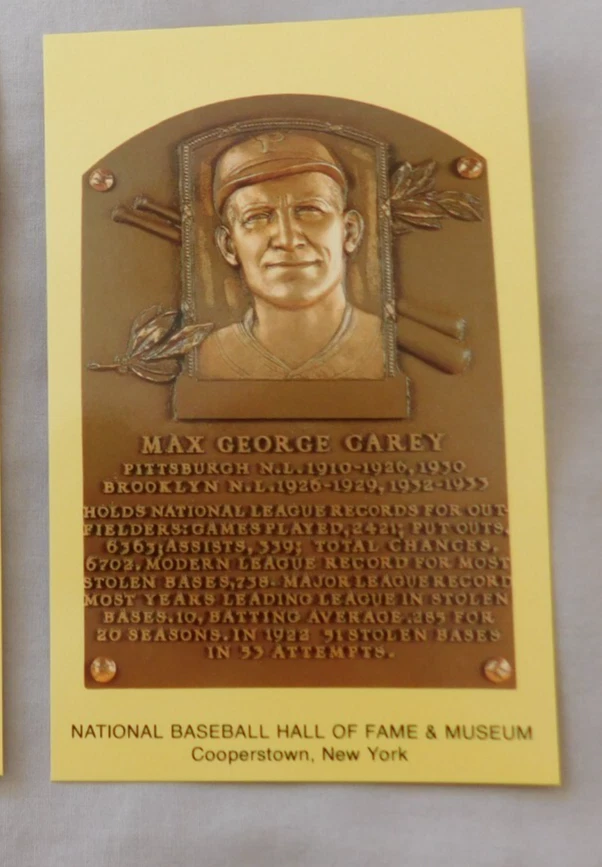 P
MAX GEORGE CAREY
PITTSBURGH N.L. 1910-1926, 1930
BROOKLYN N.L. 1926-1929, 1932-1933
HOLDS NATIONAL LEAGUE RECORDS FOR OUT-
FIELDERS: GAMES PLAYED, 2421; PUT OUTS,
6363; ASSISTS, 339; TOTAL CHANCES,
6702. MODERN LEAGUE RECORD FOR MOST
STOLEN BASES, 738. MAJOR LEAGUE RECORD
MOST YEARS LEADING LEAGUE IN STOLEN
BASES. 10, BATTING AVERAGE .285 FOR
20 SEASONS. IN 1922 51 STOLEN BASES
IN 53 ATTEMPTS.
NATIONAL BASEBALL HALL OF FAME & MUSEUM
Cooperstown, New York